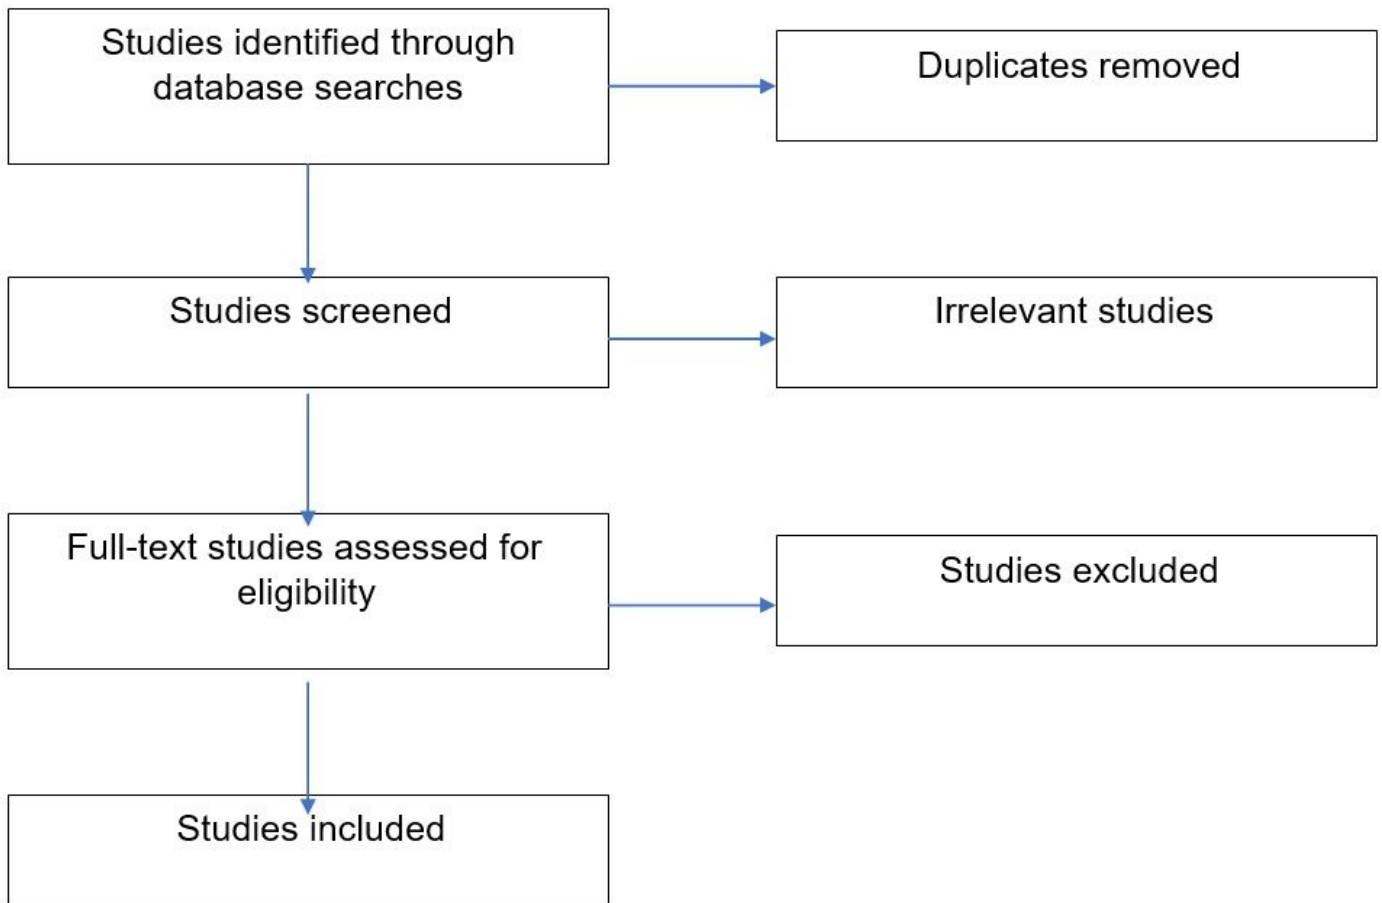 Studies identified through
database searches
Duplicates removed
Studies screened
Irrelevant studies
Full-text studies assessed for
eligibility
Studies excluded
Studies included